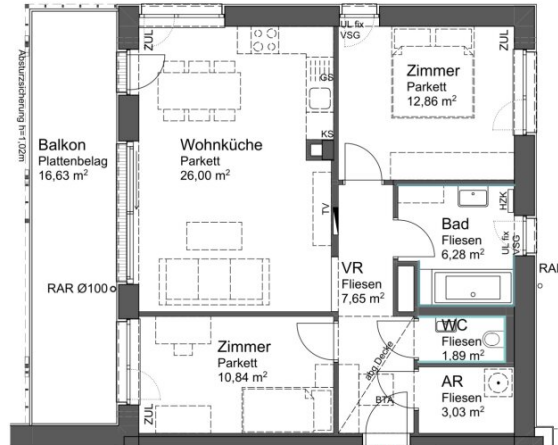 ZUL
UL fix
VSG
ZUL
Zimmer
Parkett
12,86 m²
GS
Absturzsicherung h=1,02m
Balkon
Plattenbelag
16,63 m²
Wohnküche
Parkett
26,00 m²
KS
TV
HZK
Bad
Fliesen
6,28 m²
UL fix
VSG
VR
Fliesen
7,65 m²
RAR Ø100
RAR
WC
Fliesen
1,89 m²
Zimmer
Parkett
10,84 m²
abg Decke
AR
Fliesen
3,03 m²
BTA
ZUL